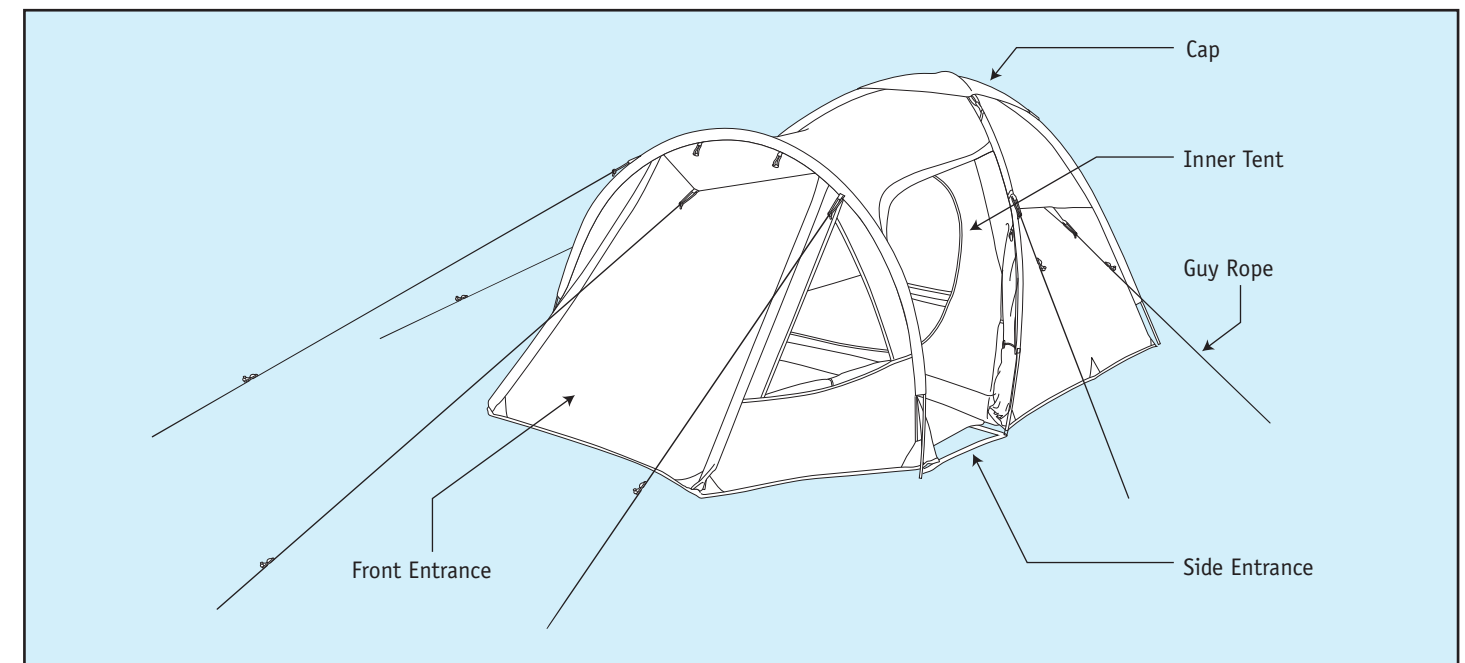 Cap
Inner Tent
Guy Rope
Front Entrance
Side Entrance